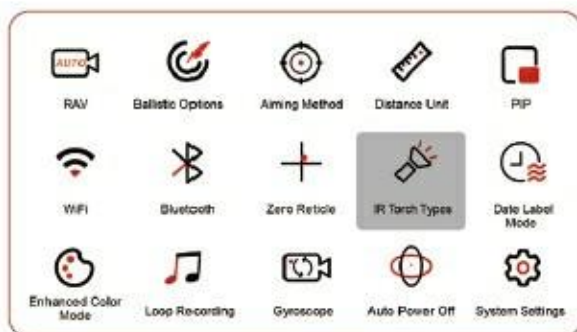 AUTO
RAV
Ballistic Options
Aiming Method
Distance Unit
PIP
WiFi
Bluetooth
Zero Reticle
IR Torch Types
Date Label
Mode
Enhanced Color
Mode
Loop Recording
Gyroscope
Auto Power Off
System Settings